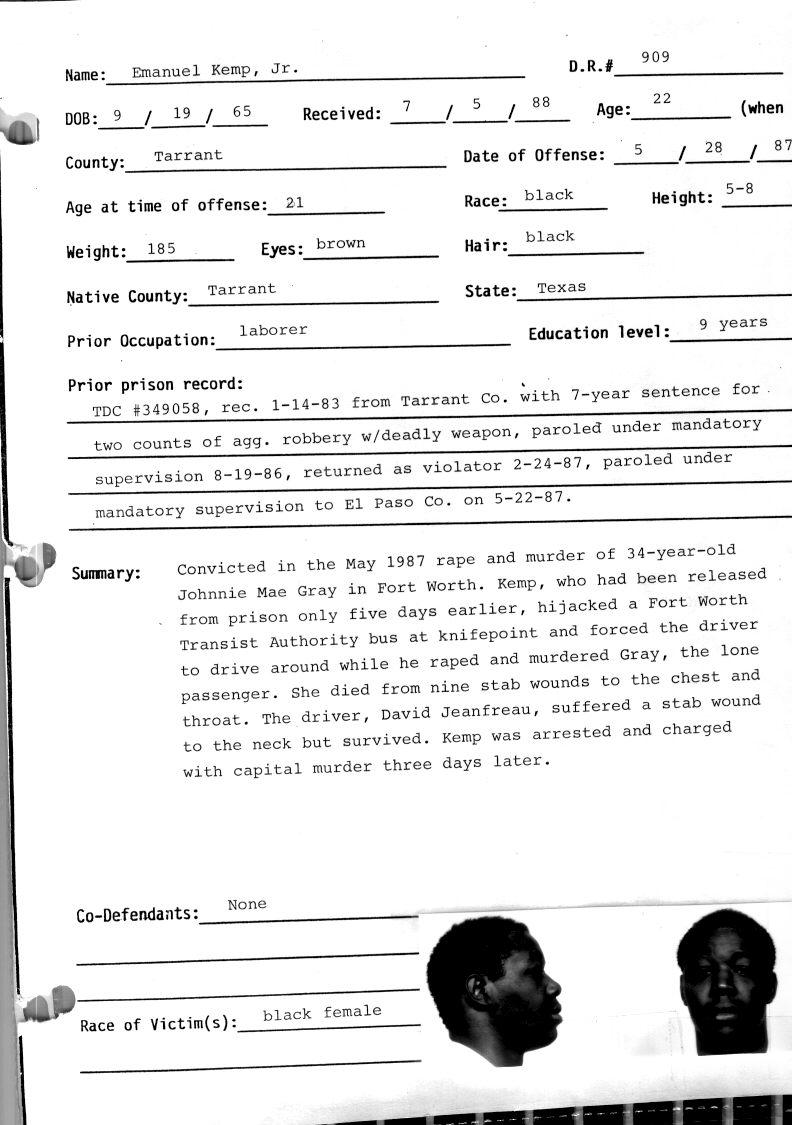 Name: Emanuel Kemp, Jr. D.R.# 909
DOB: 9 / 19 / 65 Received: 7 / 5 / 88 Age: 22 (when
County: Tarrant Date of Offense: 5 / 28 / 87
Age at time of offense: 21 Race: black Height: 5-8
Weight: 185 Eyes: brown Hair: black
Native County: Tarrant State: Texas
Prior Occupation: laborer Education level: 9 years
Prior prison record:
TDC #349058, rec. 1-14-83 from Tarrant Co. with 7-year sentence for
two counts of agg. robbery w/deadly weapon, paroled under mandatory
supervision 8-19-86, returned as violator 2-24-87, paroled under
mandatory supervision to El Paso Co. on 5-22-87.
Summary: Convicted in the May 1987 rape and murder of 34-year-old
Johnnie Mae Gray in Fort Worth. Kemp, who had been released
from prison only five days earlier, hijacked a Fort Worth
Transist Authority bus at knifepoint and forced the driver
to drive around while he raped and murdered Gray, the lone
passenger. She died from nine stab wounds to the chest and
throat. The driver, David Jeanfreau, suffered a stab wound
to the neck but survived. Kemp was arrested and charged
with capital murder three days later.
Co-Defendants: None
Race of Victim(s): black female